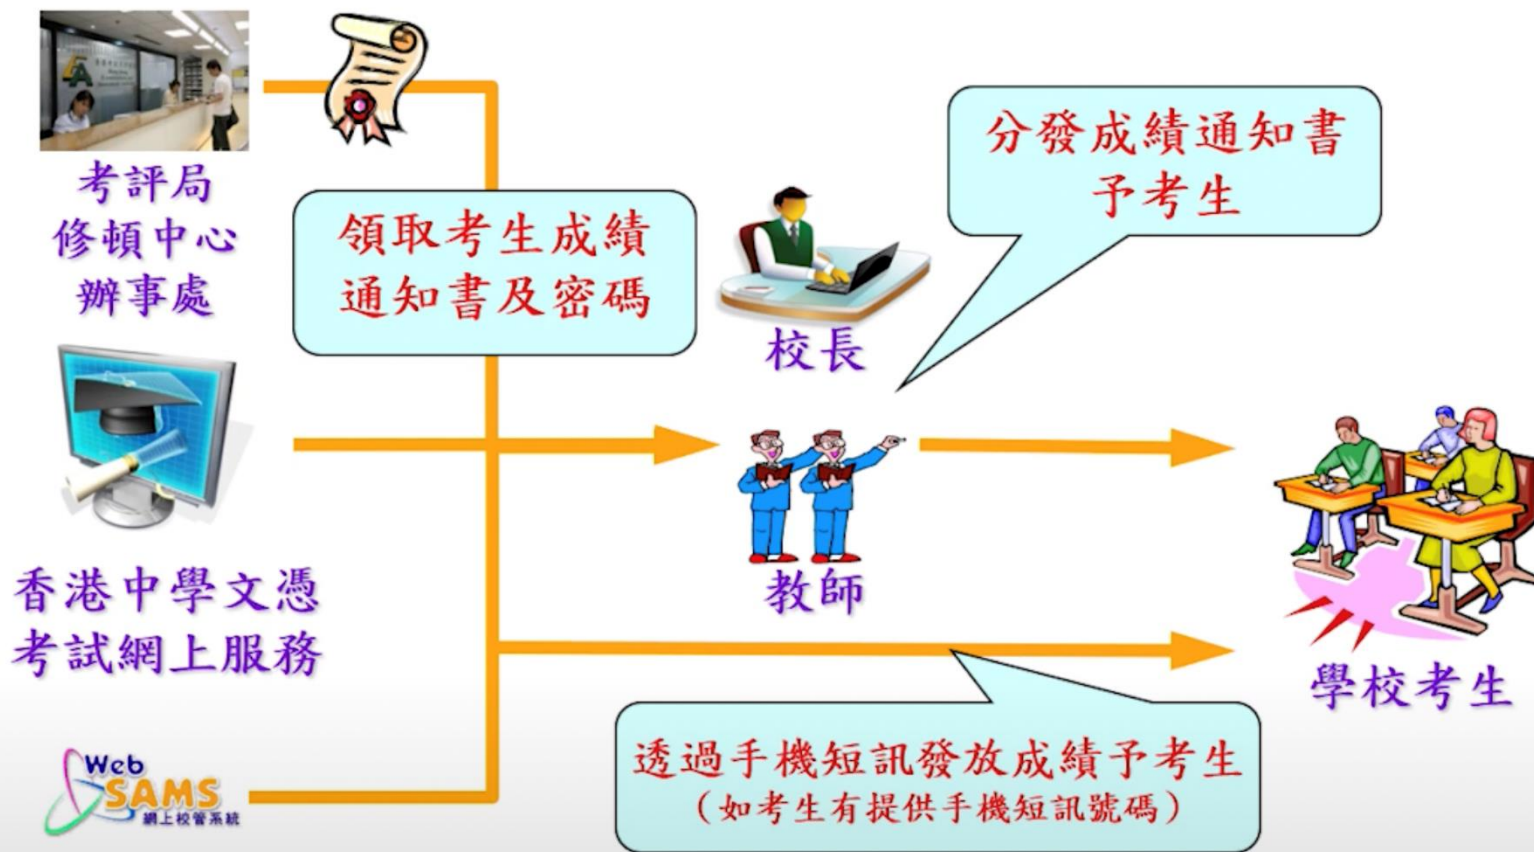 考評局
修頓中心
辦事處
領取考生成績
通知書及密碼
分發成績通知書
予考生
校長
香港中學文憑
考試網上服務
教師
學校考生
Web
SAMS
網上校管系統
透過手機短訊發放成績予考生
（如考生有提供手機短訊號碼）